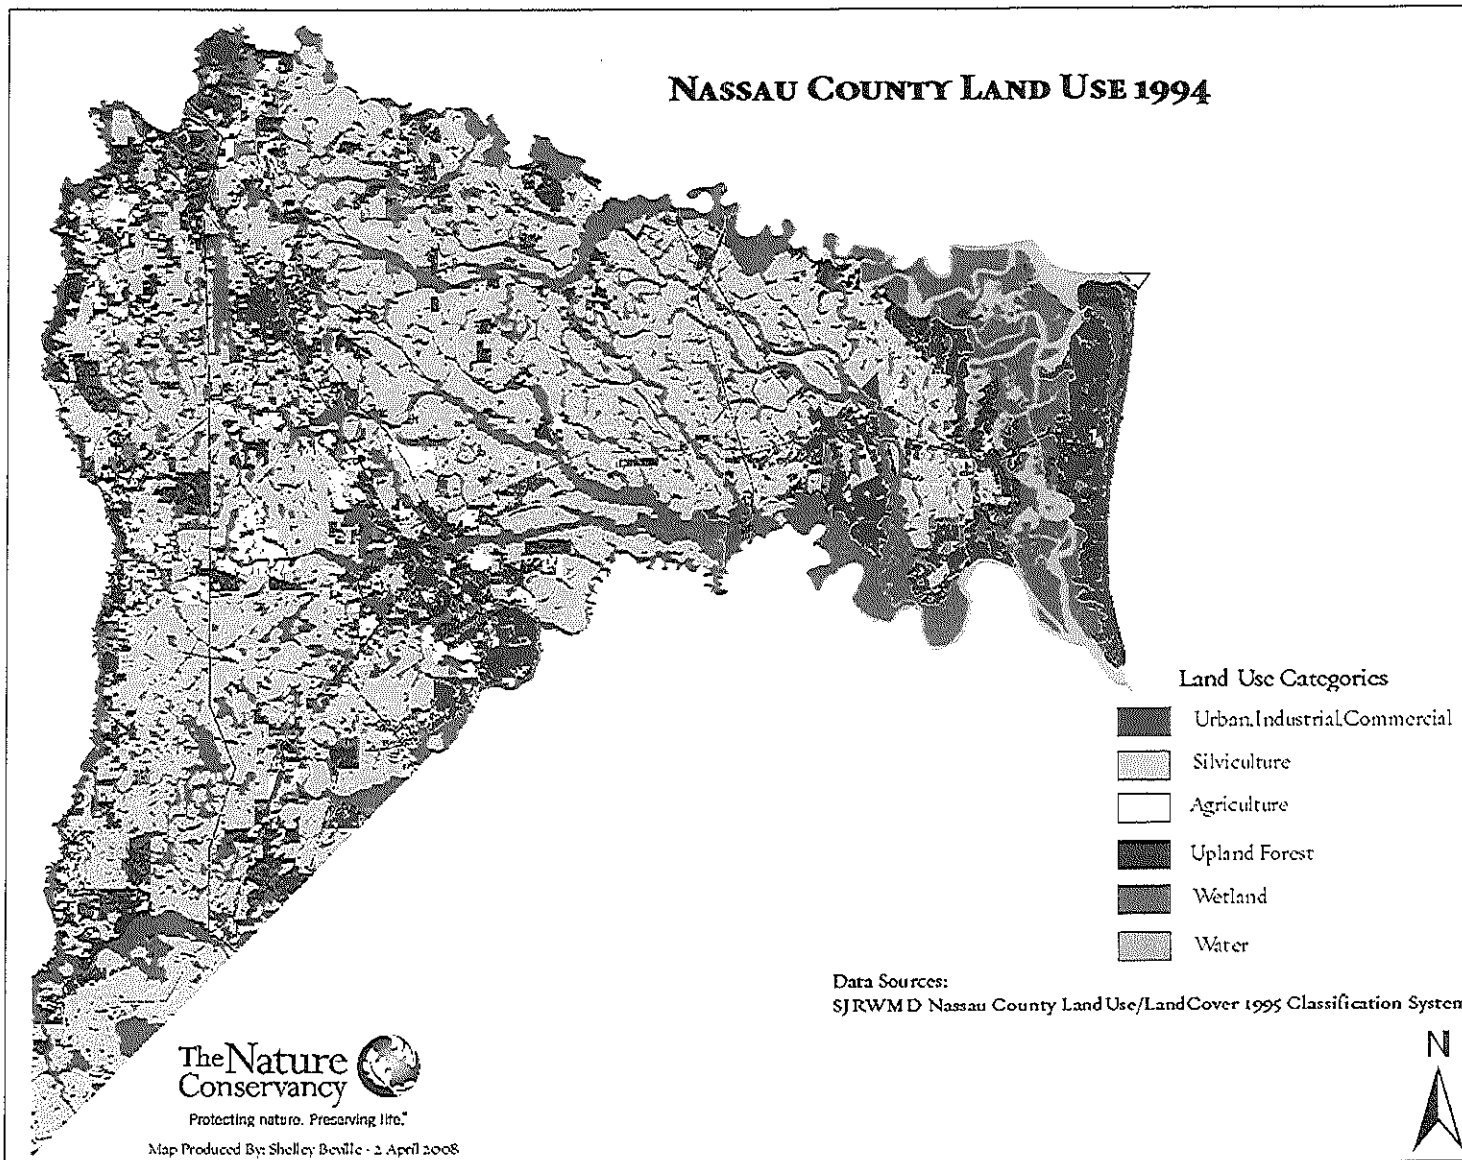 NASSAU COUNTY LAND USE 1994
Land Use Categories
Urban,Industrial,Commercial
Silviculture
Agriculture
Upland Forest
Wetland
Water
Data Sources:
SJRWMD Nassau County Land Use/LandCover 1995 Classification System
N
The Nature
Conservancy
Protecting nature. Preserving life.™
Map Produced By: Shelley Beville - 2 April 2008